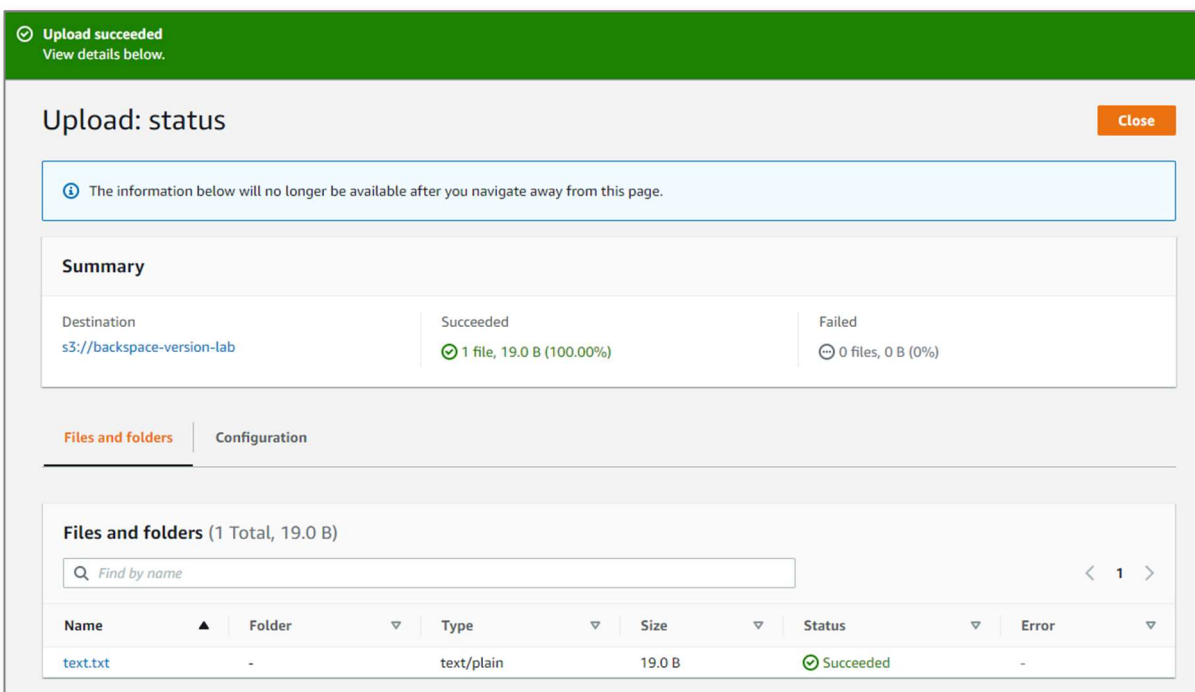 Upload succeeded
View details below.
Upload: status
Close
The information below will no longer be available after you navigate away from this page.
Summary
Destination Succeeded Failed
s3://backspace-version-lab 1 file, 19.0 B (100.00%) 0 files, 0 B (0%)
Files and folders Configuration
Files and folders (1 Total, 19.0 B)
Find by name 1
Name Folder Type Size Status Error
text.txt - text/plain 19.0 B Succeeded -